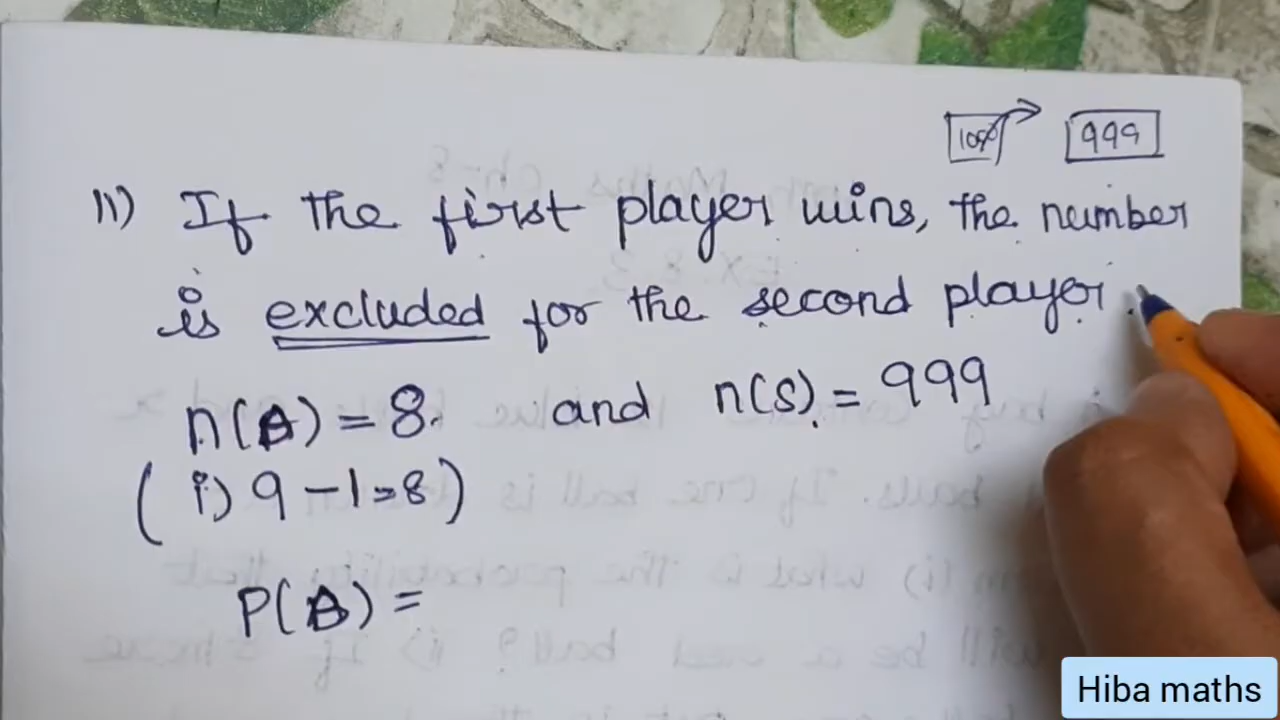 999
11) If the first player wins, the number
is excluded for the second player.
n(A) = 8. and n(S) = 999
( i) 9 - 1 = 8 )
P(A) =
Hiba maths